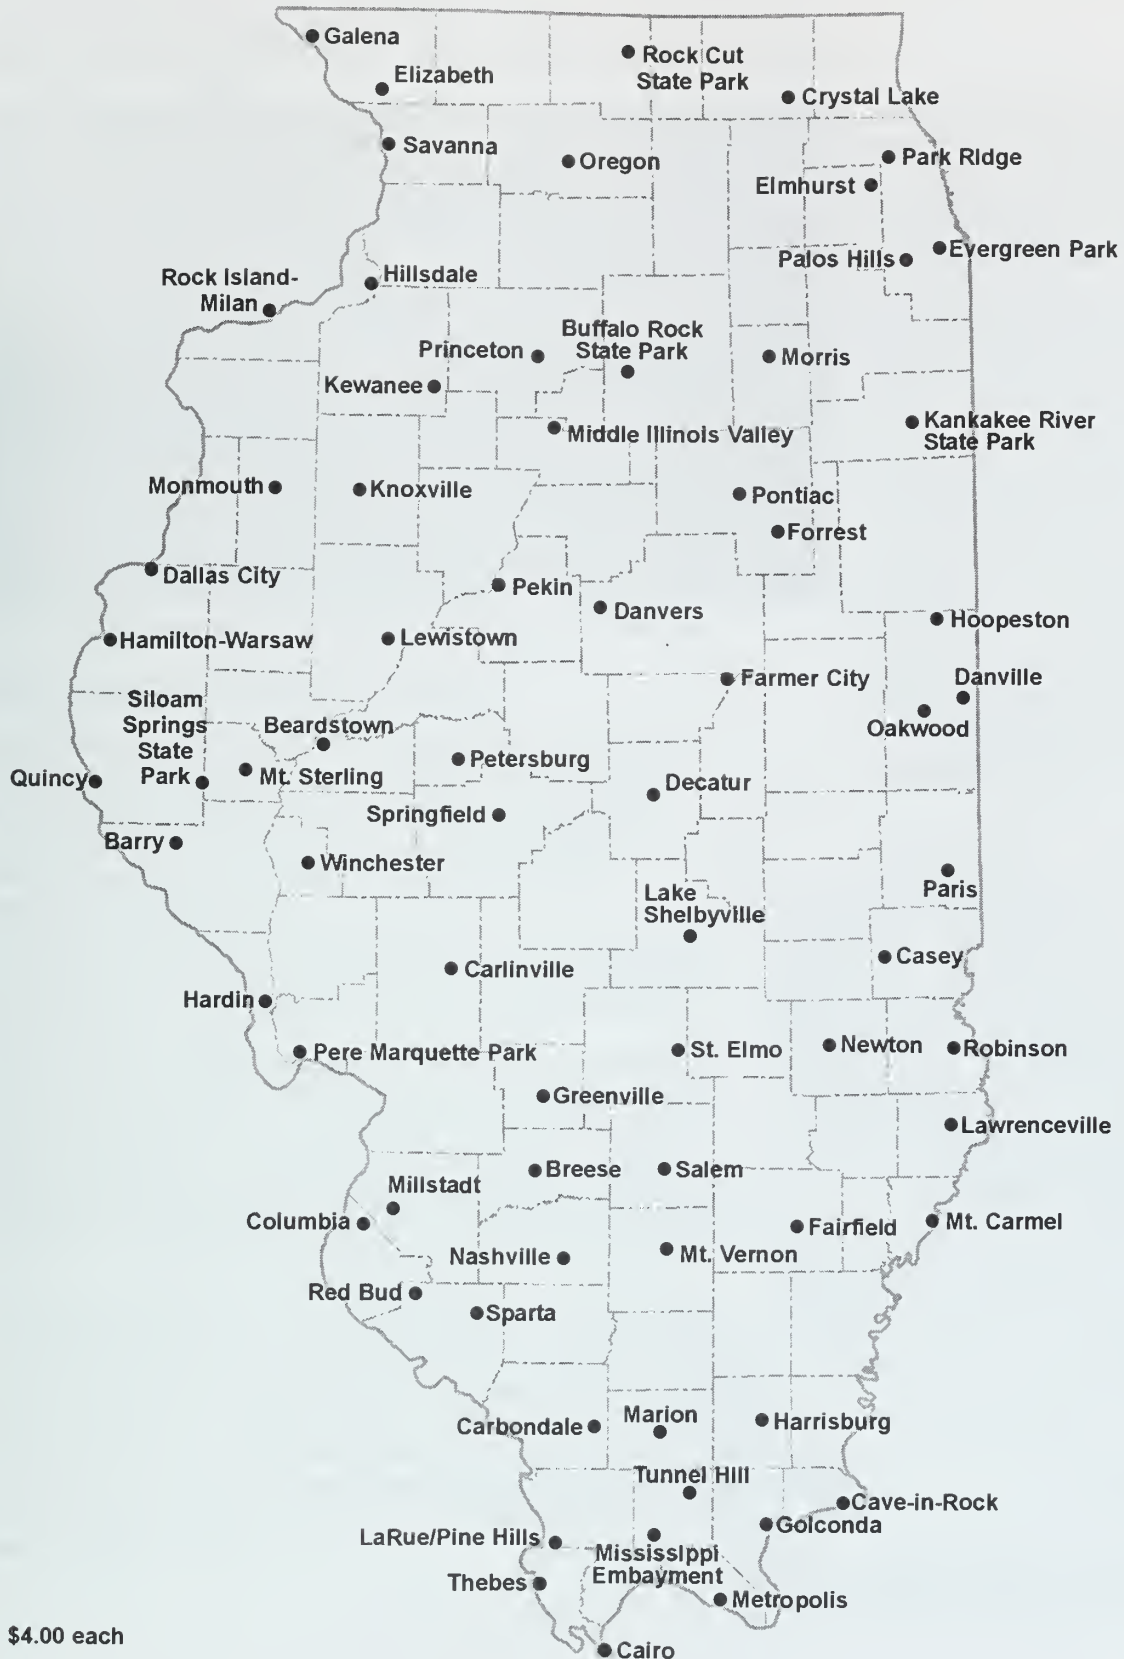 Galena
Rock Cut
State Park
Elizabeth
Crystal Lake
Savanna
Oregon
Park Ridge
Elmhurst
Evergreen Park
Palos Hills
Rock Island-
Milan
Hillsdale
Buffalo Rock
State Park
Princeton
Morris
Kewanee
Kankakee River
State Park
Middle Illinois Valley
Monmouth
Knoxville
Pontiac
Forrest
Dallas City
Pekin
Danvers
Hoopeston
Hamilton-Warsaw
Lewistown
Farmer City
Danville
Siloam
Springs
State
Park
Oakwood
Beardstown
Petersburg
Quincy
Mt. Sterling
Decatur
Springfield
Barry
Winchester
Paris
Lake
Shelbyville
Casey
Carlinville
Hardin
Pere Marquette Park
St. Elmo
Newton
Robinson
Greenville
Lawrenceville
Breese
Salem
Millstadt
Columbia
Fairfield
Mt. Carmel
Nashville
Mt. Vernon
Red Bud
Sparta
Carbondale
Marion
Harrisburg
Tunnel Hill
Cave-in-Rock
Golconda
LaRue/Pine Hills
Mississippi
Embayment
Thebes
Metropolis
$4.00 each
Cairo